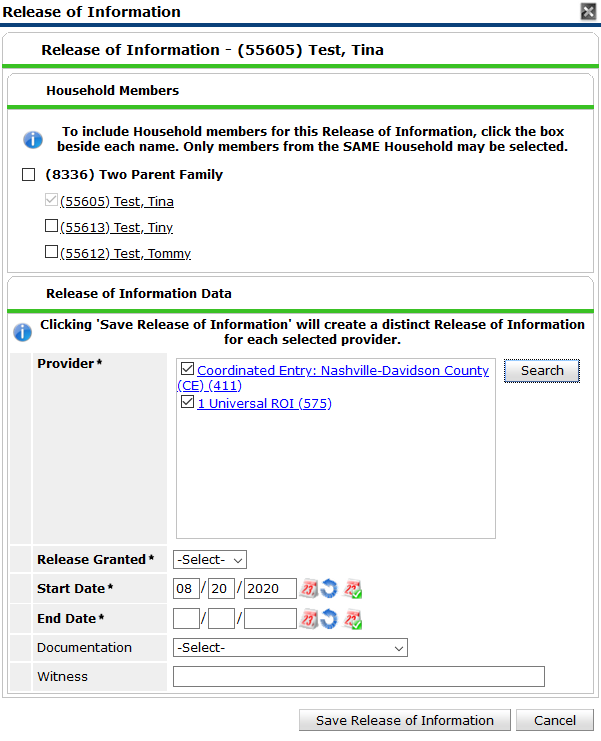 Release of Information
Release of Information - (55605) Test, Tina
Household Members
To include Household members for this Release of Information, click the box
beside each name. Only members from the SAME Household may be selected.
(8336) Two Parent Family
(55605) Test, Tina
(55613) Test, Tiny
(55612) Test, Tommy
Release of Information Data
Clicking 'Save Release of Information' will create a distinct Release of Information
for each selected provider.
Provider*
Coordinated Entry: Nashville-Davidson County
(CE) (411)
1 Universal ROI (575)
Search
Release Granted* -Select-
Start Date* 08 / 20 / 2020
End Date* / /
Documentation -Select-
Witness
Save Release of Information Cancel